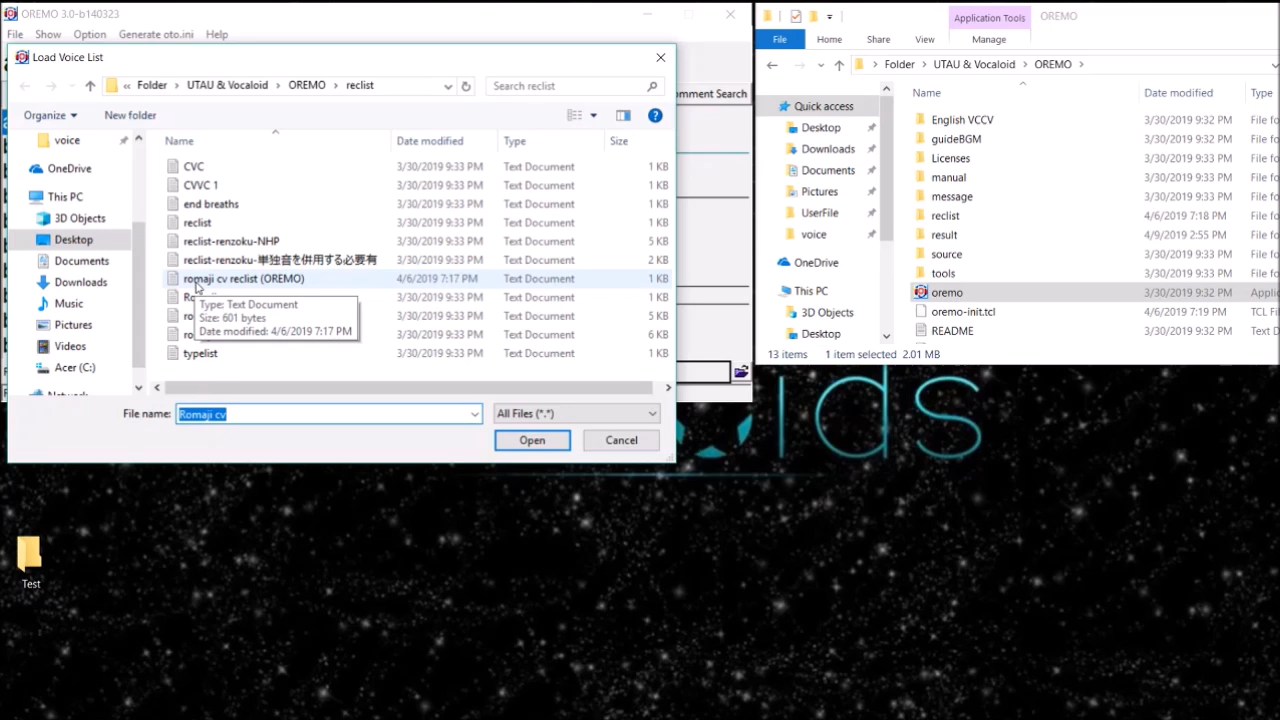 OREMO 3.0-b140323
File Show Option Generate oto.ini Help
Load Voice List
« Folder > UTAU & Vocaloid > OREMO > reclist
Search reclist
Organize
New folder
voice
OneDrive
This PC
3D Objects
Desktop
Documents
Downloads
Music
Pictures
Videos
Acer (C:)
Name Date modified Type Size
CVC 3/30/2019 9:33 PM Text Document 1 KB
CVVC 1 3/30/2019 9:33 PM Text Document 1 KB
end breaths 3/30/2019 9:33 PM Text Document 1 KB
reclist 3/30/2019 9:33 PM Text Document 1 KB
reclist-renzoku-NHP 3/30/2019 9:33 PM Text Document 5 KB
reclist-renzoku-単独音を併用する必要有 3/30/2019 9:33 PM Text Document 2 KB
romaji cv reclist (OREMO) 4/6/2019 7:17 PM Text Document 1 KB
3/30/2019 9:33 PM Text Document 1 KB
3/30/2019 9:33 PM Text Document 5 KB
3/30/2019 9:33 PM Text Document 6 KB
typelist 3/30/2019 9:33 PM Text Document 1 KB
Type: Text Document
Size: 601 bytes
Date modified: 4/6/2019 7:17 PM
File name: Romaji cv
All Files (*.*)
Open
Cancel
omment Search
Application Tools
OREMO
File Home Share View Manage
> Folder > UTAU & Vocaloid > OREMO >
Quick access
Desktop
Downloads
Documents
Pictures
UserFile
voice
OneDrive
This PC
3D Objects
Desktop
Name Date modified Type
English VCCV 3/30/2019 9:32 PM File fo
guideBGM 3/30/2019 9:32 PM File fo
Licenses 3/30/2019 9:33 PM File fo
manual 3/30/2019 9:33 PM File fo
message 3/30/2019 9:33 PM File fo
reclist 4/6/2019 7:18 PM File fo
result 4/9/2019 2:55 PM File fo
source 3/30/2019 9:33 PM File fo
tools 3/30/2019 9:33 PM File fo
oremo 3/30/2019 9:32 PM Applic
oremo-init.tcl 4/6/2019 7:19 PM TCL Fi
README 3/30/2019 9:32 PM Text D
13 items 1 item selected 2.01 MB
ds
Test